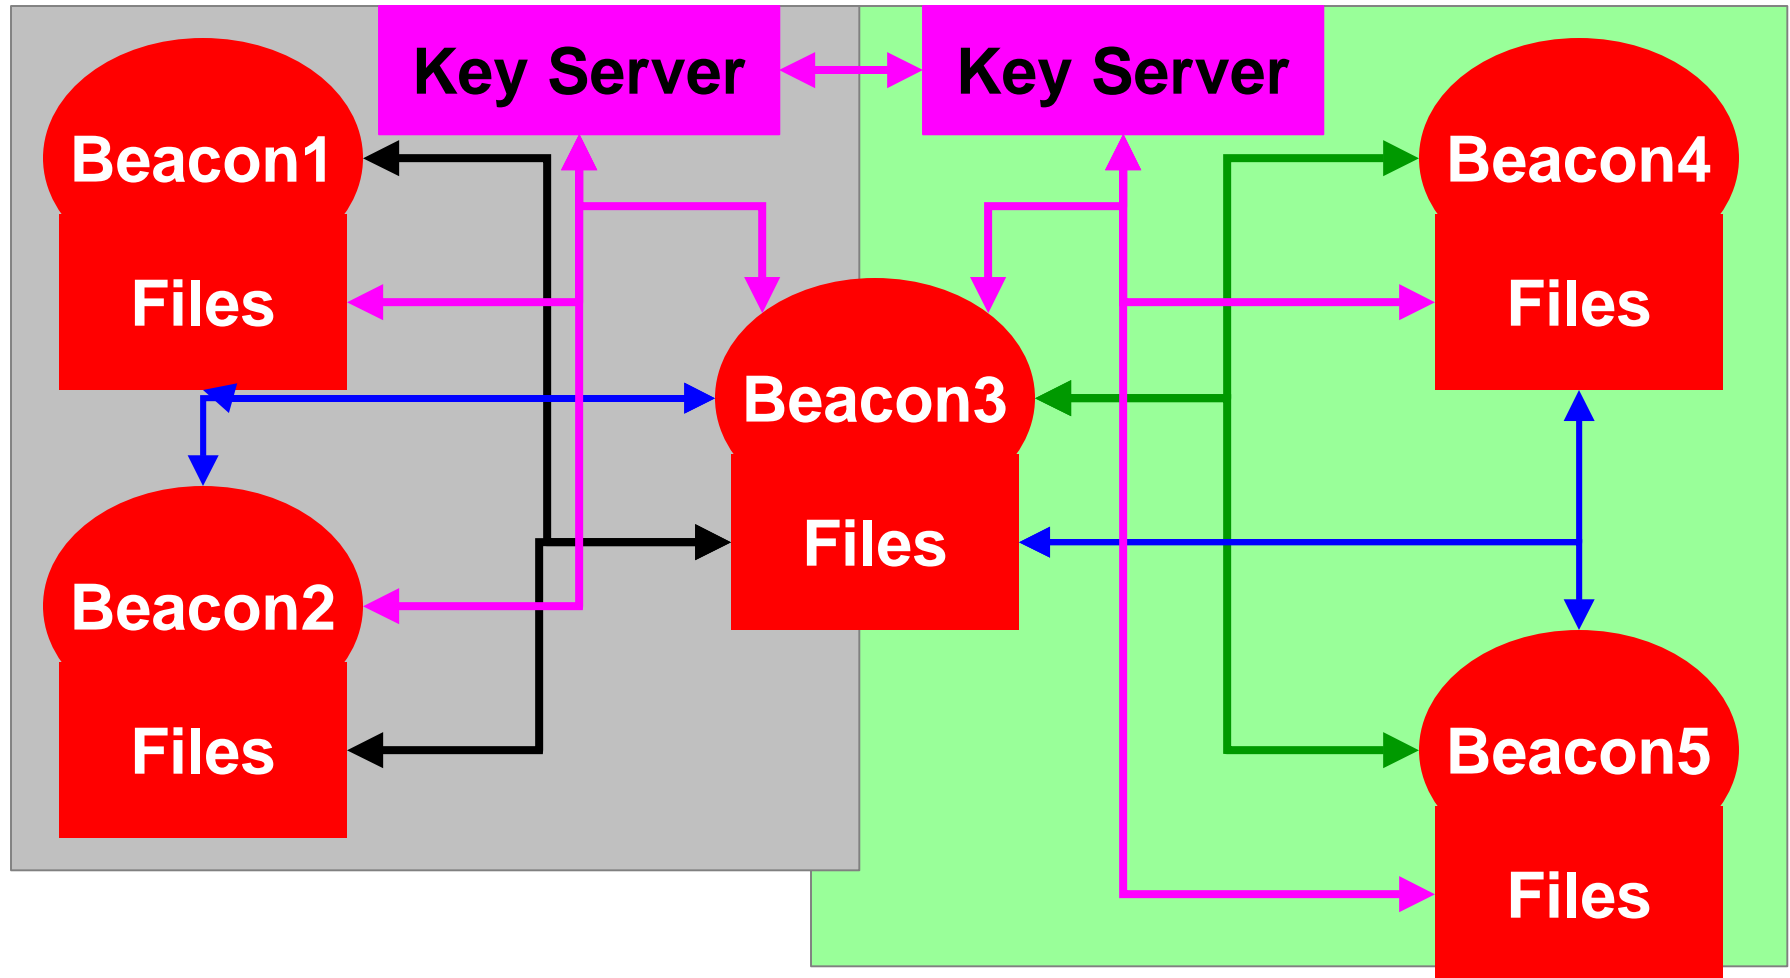 Key Server
Key Server
Beacon1
Files
Beacon2
Files
Beacon3
Files
Beacon4
Files
Beacon5
Files